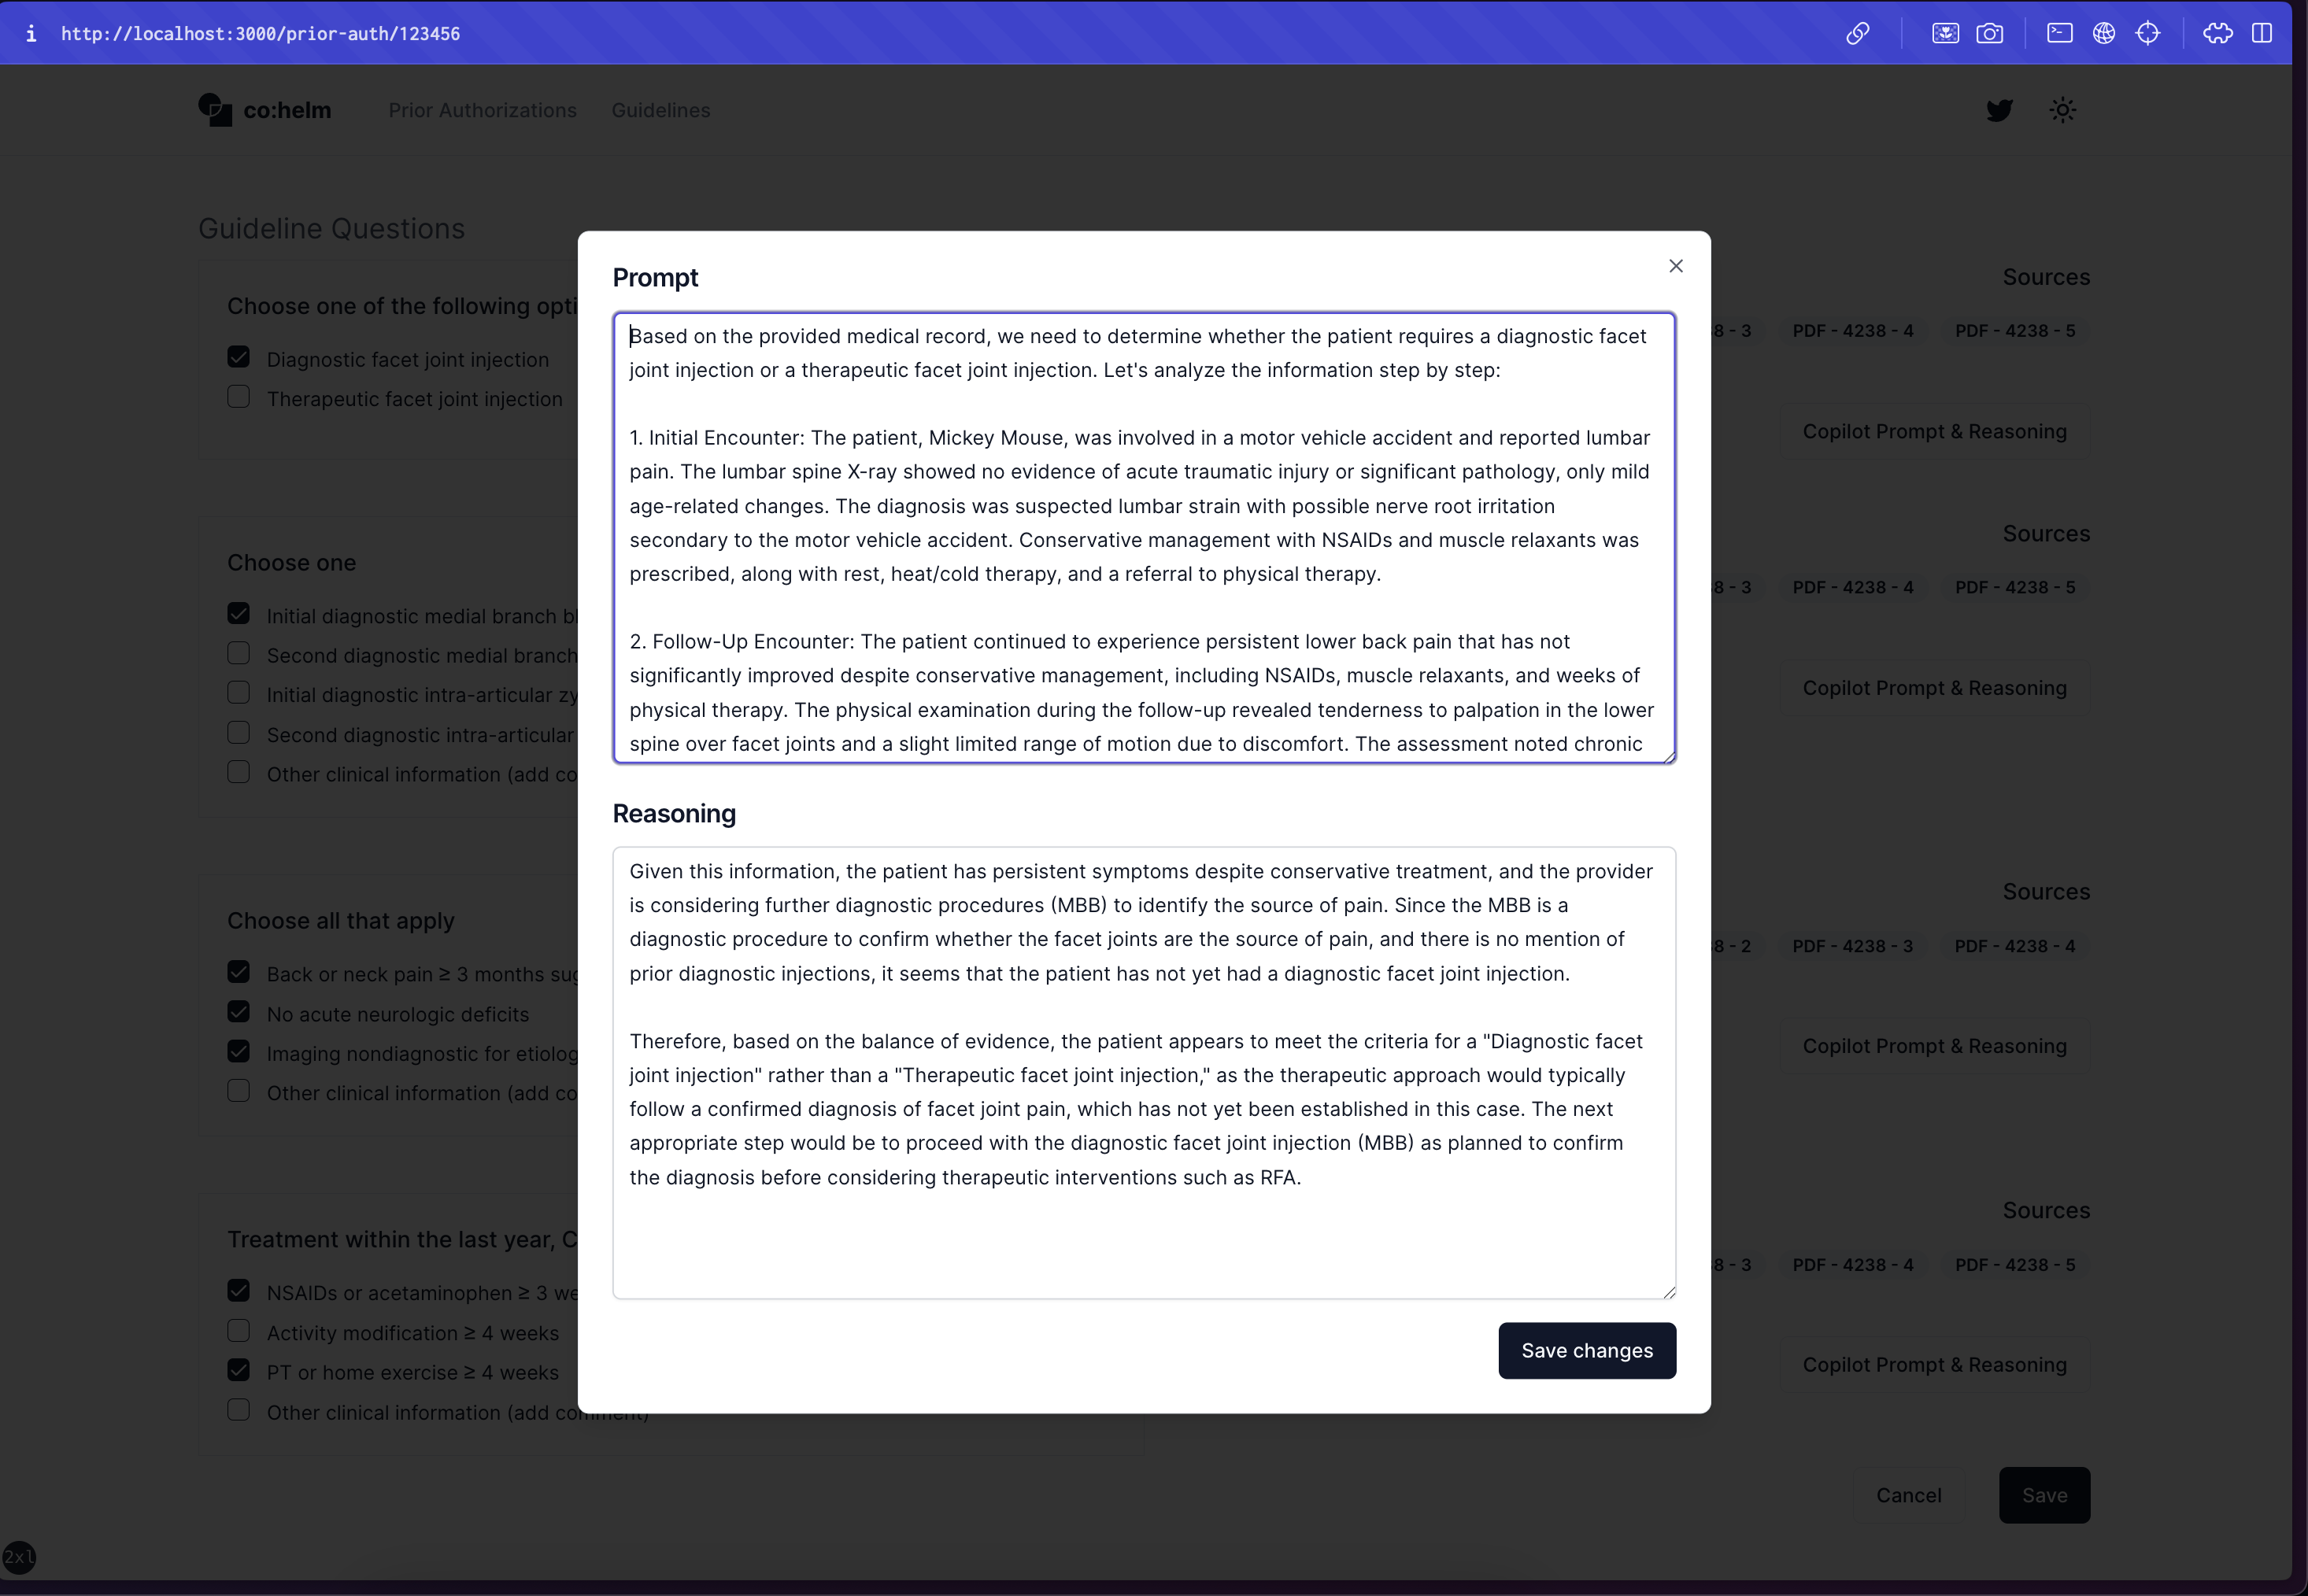 http://localhost:3000/prior-auth/123456
co:helm
Prior Authorizations
Guidelines
Guideline Questions
Choose one of the following opti
Diagnostic facet joint injection
Therapeutic facet joint injection
Sources
8 - 3
PDF - 4238 - 4
PDF - 4238 - 5
Copilot Prompt & Reasoning
Choose one
Initial diagnostic medial branch bl
Second diagnostic medial branch
Initial diagnostic intra-articular zy
Second diagnostic intra-articular
Other clinical information (add co
Sources
8 - 3
PDF - 4238 - 4
PDF - 4238 - 5
Copilot Prompt & Reasoning
Choose all that apply
Back or neck pain ≥ 3 months sug
No acute neurologic deficits
Imaging nondiagnostic for etiolog
Other clinical information (add co
Sources
8 - 2
PDF - 4238 - 3
PDF - 4238 - 4
Copilot Prompt & Reasoning
Treatment within the last year, C
NSAIDs or acetaminophen ≥ 3 we
Activity modification ≥ 4 weeks
PT or home exercise ≥ 4 weeks
Other clinical information (add comment)
Sources
8 - 3
PDF - 4238 - 4
PDF - 4238 - 5
Copilot Prompt & Reasoning
Cancel
Save
2xl
Prompt
Based on the provided medical record, we need to determine whether the patient requires a diagnostic facet
joint injection or a therapeutic facet joint injection. Let's analyze the information step by step:
1. Initial Encounter: The patient, Mickey Mouse, was involved in a motor vehicle accident and reported lumbar
pain. The lumbar spine X-ray showed no evidence of acute traumatic injury or significant pathology, only mild
age-related changes. The diagnosis was suspected lumbar strain with possible nerve root irritation
secondary to the motor vehicle accident. Conservative management with NSAIDs and muscle relaxants was
prescribed, along with rest, heat/cold therapy, and a referral to physical therapy.
2. Follow-Up Encounter: The patient continued to experience persistent lower back pain that has not
significantly improved despite conservative management, including NSAIDs, muscle relaxants, and weeks of
physical therapy. The physical examination during the follow-up revealed tenderness to palpation in the lower
spine over facet joints and a slight limited range of motion due to discomfort. The assessment noted chronic
Reasoning
Given this information, the patient has persistent symptoms despite conservative treatment, and the provider
is considering further diagnostic procedures (MBB) to identify the source of pain. Since the MBB is a
diagnostic procedure to confirm whether the facet joints are the source of pain, and there is no mention of
prior diagnostic injections, it seems that the patient has not yet had a diagnostic facet joint injection.
Therefore, based on the balance of evidence, the patient appears to meet the criteria for a "Diagnostic facet
joint injection" rather than a "Therapeutic facet joint injection," as the therapeutic approach would typically
follow a confirmed diagnosis of facet joint pain, which has not yet been established in this case. The next
appropriate step would be to proceed with the diagnostic facet joint injection (MBB) as planned to confirm
the diagnosis before considering therapeutic interventions such as RFA.
Save changes